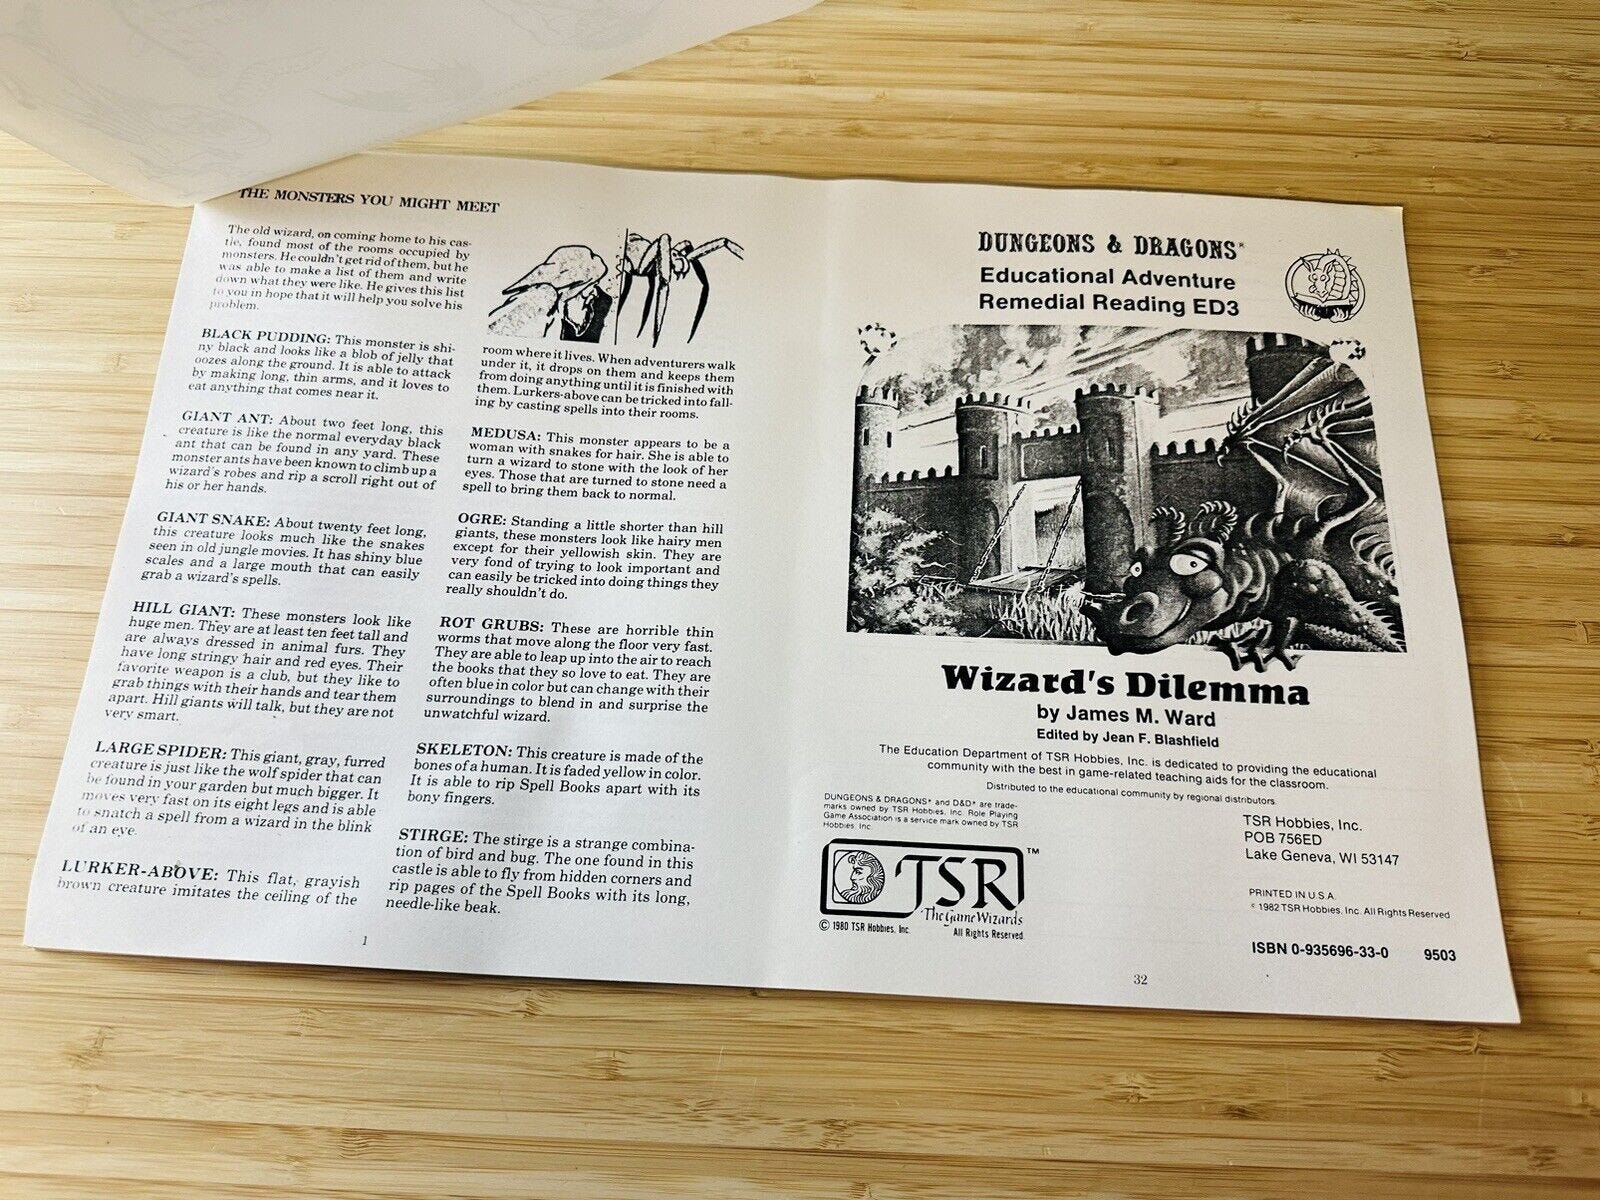 THE MONSTERS YOU MIGHT MEET
The old wizard, on coming home to his cas-
tle, found most of the rooms occupied by
monsters. He couldn't get rid of them, but he
was able to make a list of them and write
down what they were like. He gives this list
to you in hope that it will help you solve his
problem.
BLACK PUDDING: This monster is shi-
ny black and looks like a blob of jelly that
oozes along the ground. It is able to attack
by making long, thin arms, and it loves to
eat anything that comes near it.
GIANT ANT: About two feet long, this
creature is like the normal everyday black
ant that can be found in any yard. These
monster ants have been known to climb up a
wizard's robes and rip a scroll right out of
his or her hands.
GIANT SNAKE: About twenty feet long,
this creature looks much like the snakes
seen in old jungle movies. It has shiny blue
scales and a large mouth that can easily
grab a wizard's spells.
HILL GIANT: These monsters look like
huge men. They are at least ten feet tall and
are always dressed in animal furs. They
have long stringy hair and red eyes. Their
favorite weapon is a club, but they like to
grab things with their hands and tear them
apart. Hill giants will talk, but they are not
very smart.
LARGE SPIDER: This giant, gray, furred
creature is just like the wolf spider that can
be found in your garden but much bigger. It
moves very fast on its eight legs and is able
to snatch a spell from a wizard in the blink
of an eye.
LURKER-ABOVE: This flat, grayish
brown creature imitates the ceiling of the
room where it lives. When adventurers walk
under it, it drops on them and keeps them
from doing anything until it is finished with
them. Lurkers-above can be tricked into fall-
ing by casting spells into their rooms.
MEDUSA: This monster appears to be a
woman with snakes for hair. She is able to
turn a wizard to stone with the look of her
eyes. Those that are turned to stone need a
spell to bring them back to normal.
OGRE: Standing a little shorter than hill
giants, these monsters look like hairy men
except for their yellowish skin. They are
very fond of trying to look important and
can easily be tricked into doing things they
really shouldn't do.
ROT GRUBS: These are horrible thin
worms that move along the floor very fast.
They are able to leap up into the air to reach
the books that they so love to eat. They are
often blue in color but can change with their
surroundings to blend in and surprise the
unwatchful wizard.
SKELETON: This creature is made of the
bones of a human. It is faded yellow in color.
It is able to rip Spell Books apart with its
bony fingers.
STIRGE: The stirge is a strange combina-
tion of bird and bug. The one found in this
castle is able to fly from hidden corners and
rip pages of the Spell Books with its long,
needle-like beak.
1
DUNGEONS & DRAGONS®
Educational Adventure
Remedial Reading ED3
Wizard's Dilemma
by James M. Ward
Edited by Jean F. Blashfield
The Education Department of TSR Hobbies, Inc. is dedicated to providing the educational
community with the best in game-related teaching aids for the classroom.
Distributed to the educational community by regional distributors.
DUNGEONS & DRAGONS® and D&D® are trade-
marks owned by TSR Hobbies, Inc. Role Playing
Game Association is a service mark owned by TSR
Hobbies Inc.
TSR™
The Game Wizards
© 1980 TSR Hobbies, Inc. All Rights Reserved.
TSR Hobbies, Inc.
POB 756ED
Lake Geneva, WI 53147
PRINTED IN U.S.A.
© 1982 TSR Hobbies, Inc. All Rights Reserved
ISBN 0-935696-33-0 9503
32